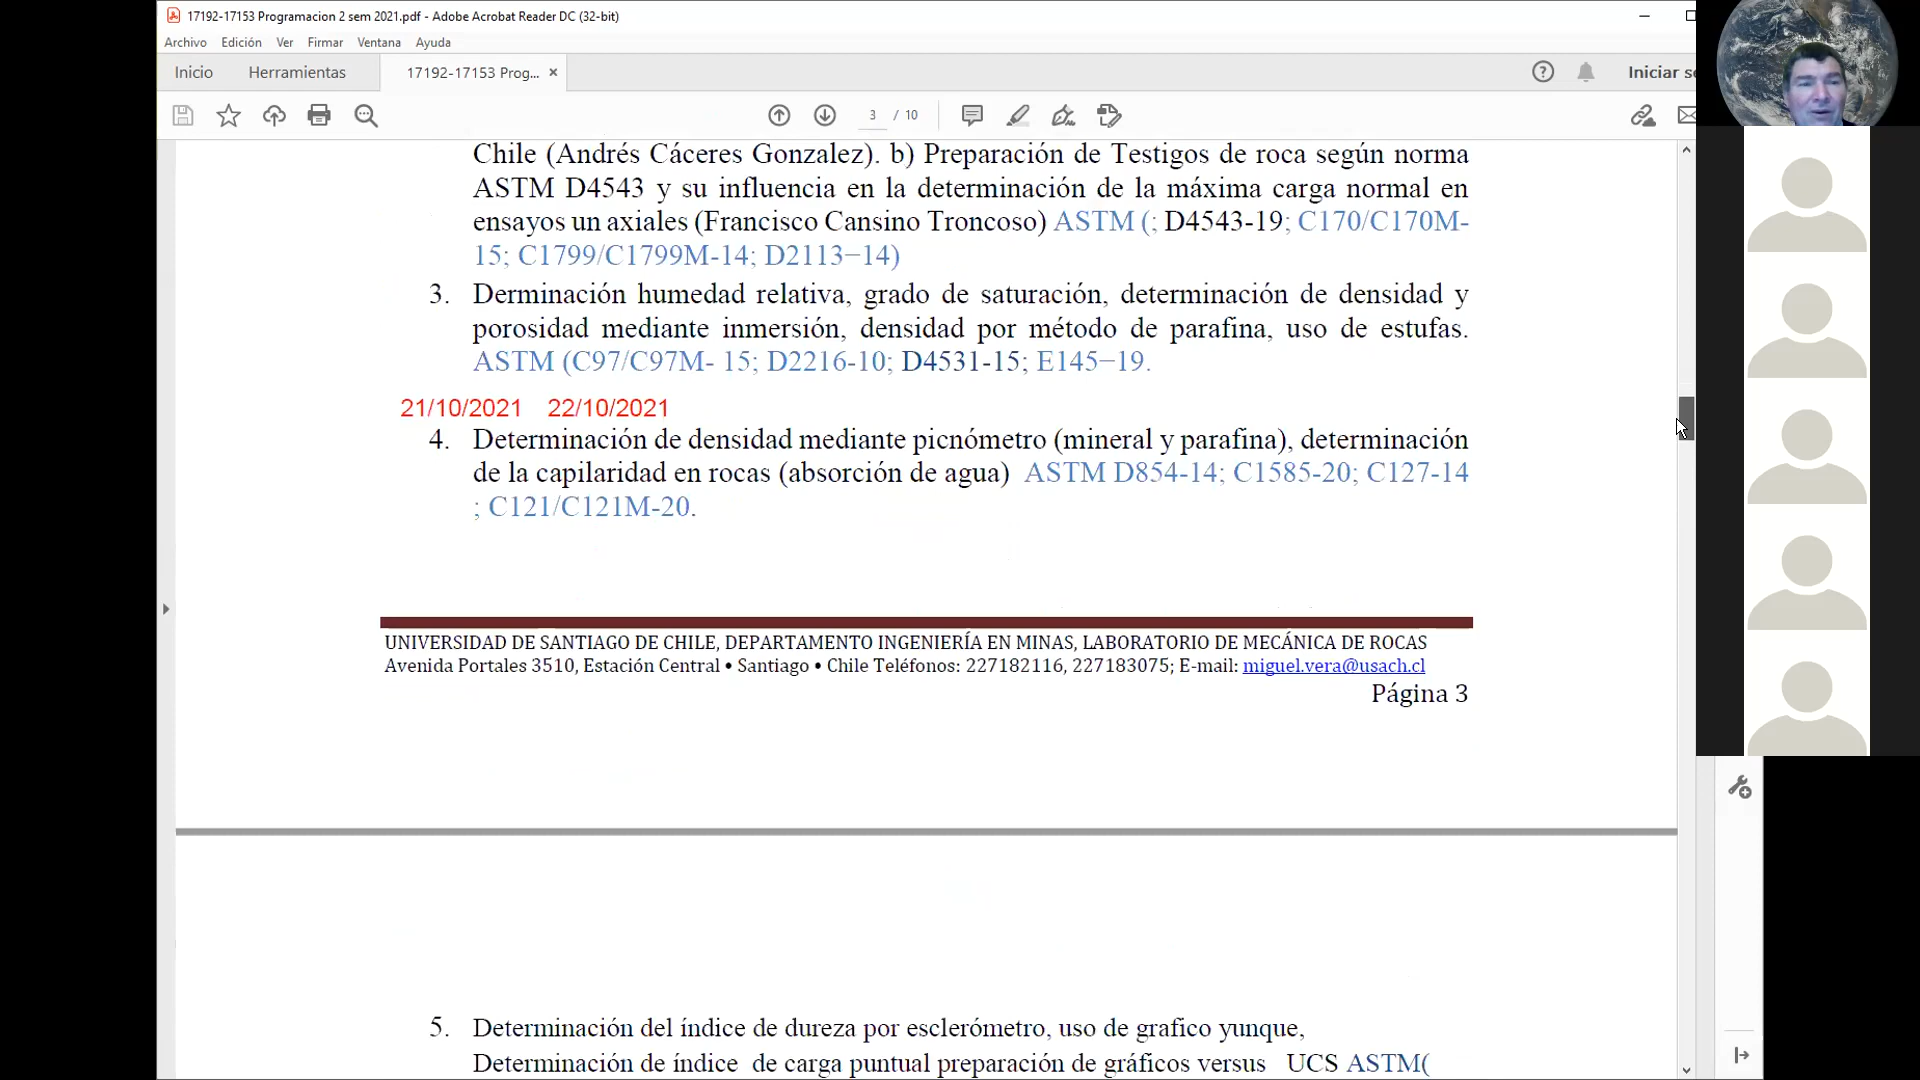 17192-17153 Programacion 2 sem 2021.pdf - Adobe Acrobat Reader DC (32-bit)
Archivo Edición Ver Firmar Ventana Ayuda
Inicio Herramientas 17192-17153 Prog... × Iniciar se
3 / 10
Chile (Andrés Cáceres Gonzalez). b) Preparación de Testigos de roca según norma
ASTM D4543 y su influencia en la determinación de la máxima carga normal en
ensayos un axiales (Francisco Cansino Troncoso) ASTM (; D4543-19; C170/C170M-
15; C1799/C1799M-14; D2113−14)
3. Derminación humedad relativa, grado de saturación, determinación de densidad y
porosidad mediante inmersión, densidad por método de parafina, uso de estufas.
ASTM (C97/C97M- 15; D2216-10; D4531-15; E145−19.
21/10/2021 22/10/2021
4. Determinación de densidad mediante picnómetro (mineral y parafina), determinación
de la capilaridad en rocas (absorción de agua) ASTM D854-14; C1585-20; C127-14
; C121/C121M-20.
UNIVERSIDAD DE SANTIAGO DE CHILE, DEPARTAMENTO INGENIERÍA EN MINAS, LABORATORIO DE MECÁNICA DE ROCAS
Avenida Portales 3510, Estación Central • Santiago • Chile Teléfonos: 227182116, 227183075; E-mail: miguel.vera@usach.cl
Página 3
5. Determinación del índice de dureza por esclerómetro, uso de grafico yunque,
Determinación de índice de carga puntual preparación de gráficos versus UCS ASTM(